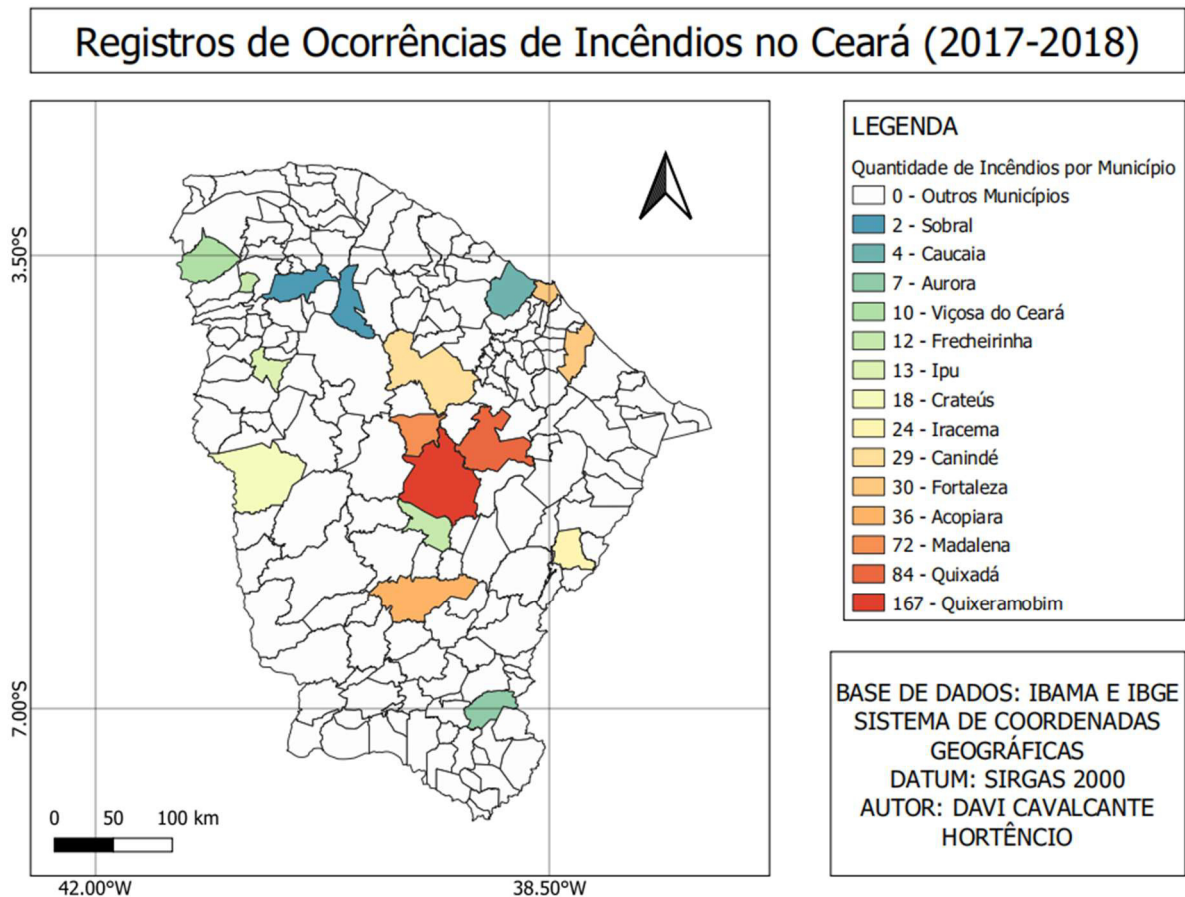 Registros de Ocorrências de Incêndios no Ceará (2017-2018)
3.50°S
7.00°S
0 50 100 km
42.00°W 38.50°W
LEGENDA
Quantidade de Incêndios por Município
0 - Outros Municípios
2 - Sobral
4 - Caucaia
7 - Aurora
10 - Viçosa do Ceará
12 - Frecheirinha
13 - Ipu
18 - Crateús
24 - Iracema
29 - Canindé
30 - Fortaleza
36 - Acopiara
72 - Madalena
84 - Quixadá
167 - Quixeramobim
BASE DE DADOS: IBAMA E IBGE
SISTEMA DE COORDENADAS
GEOGRÁFICAS
DATUM: SIRGAS 2000
AUTOR: DAVI CAVALCANTE
HORTÊNCIO